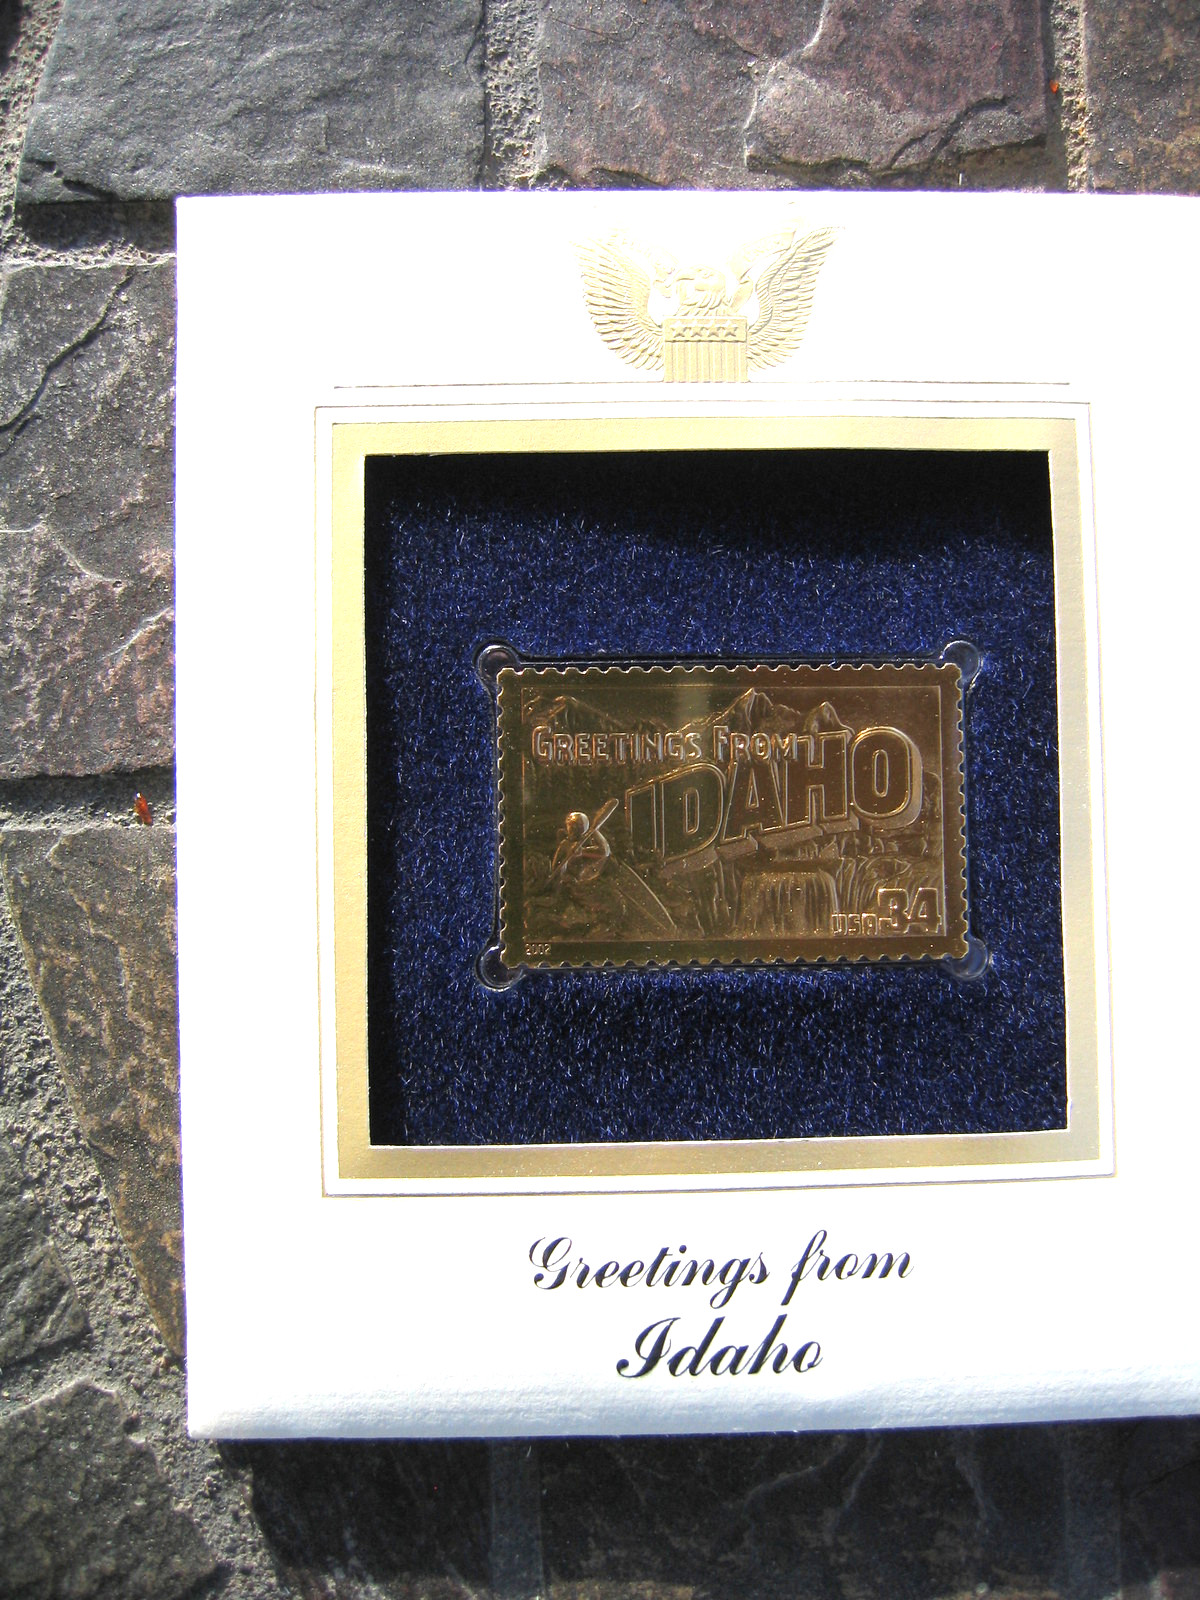 GREETINGS FROM
IDAHO
USA 34
2002
Greetings from
Idaho